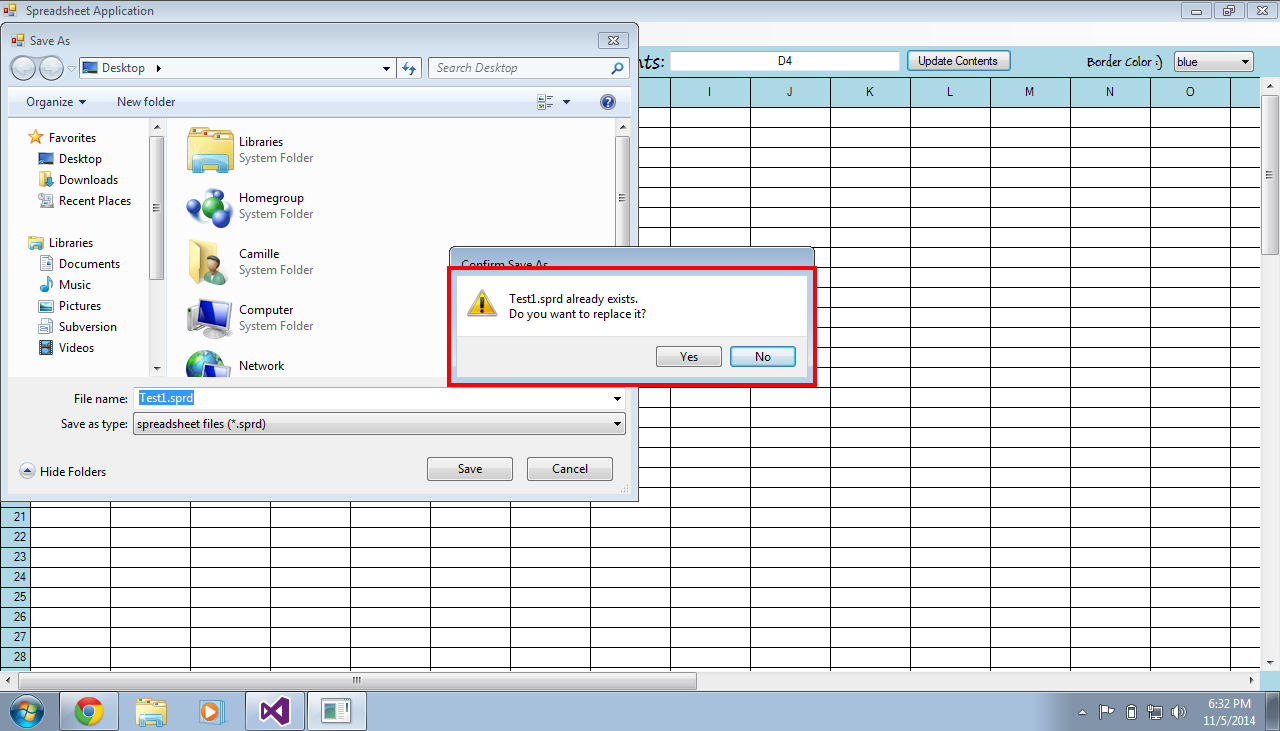 Spreadsheet Application
Save As
Desktop
Search Desktop
nts:
D4
Update Contents
Border Color :)
blue
Organize
New folder
I J K L M N O
Favorites
Desktop
Downloads
Recent Places
Libraries
Documents
Music
Pictures
Subversion
Videos
Libraries
System Folder
Homegroup
System Folder
Camille
System Folder
Computer
System Folder
Network
Confirm Save As
Test1.sprd already exists.
Do you want to replace it?
Yes
No
File name:
Test1.sprd
Save as type:
spreadsheet files (*.sprd)
Hide Folders
Save
Cancel
21
22
23
24
25
26
27
28
6:32 PM
11/5/2014